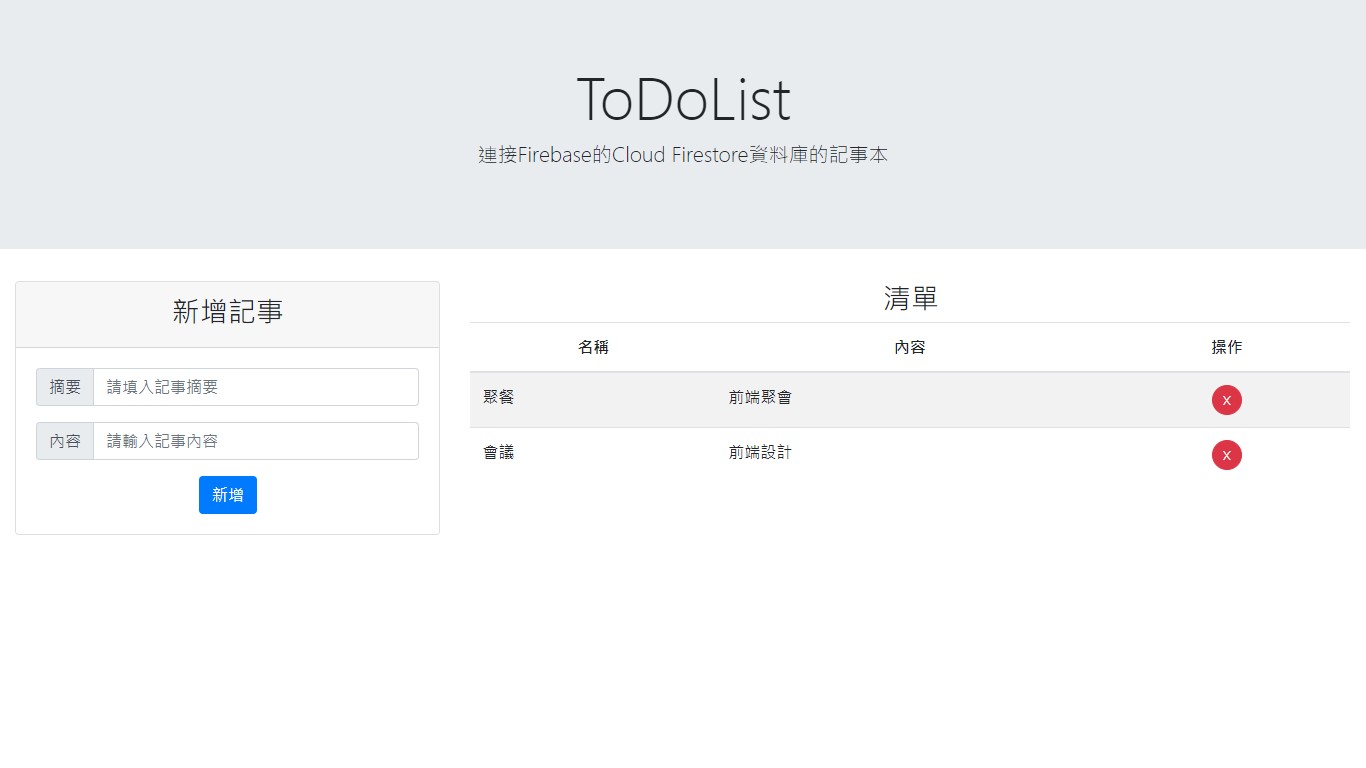 ToDoList
連接Firebase的Cloud Firestore資料庫的記事本
新增記事
摘要 請填入記事摘要
內容 請輸入記事內容
新增
清單
名稱 內容 操作
聚餐 前端聚會 x
會議 前端設計 x